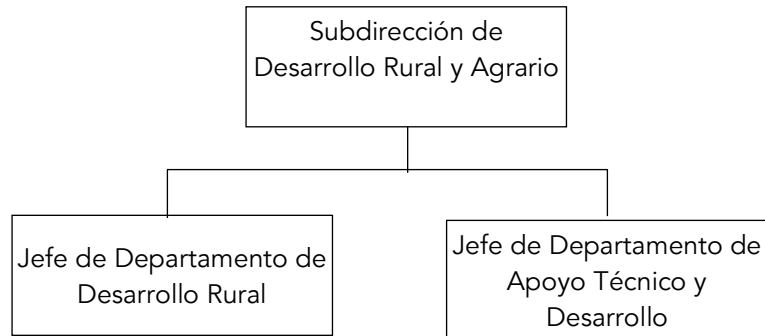 Subdirección de
Desarrollo Rural y Agrario
Jefe de Departamento de
Desarrollo Rural
Jefe de Departamento de
Apoyo Técnico y
Desarrollo